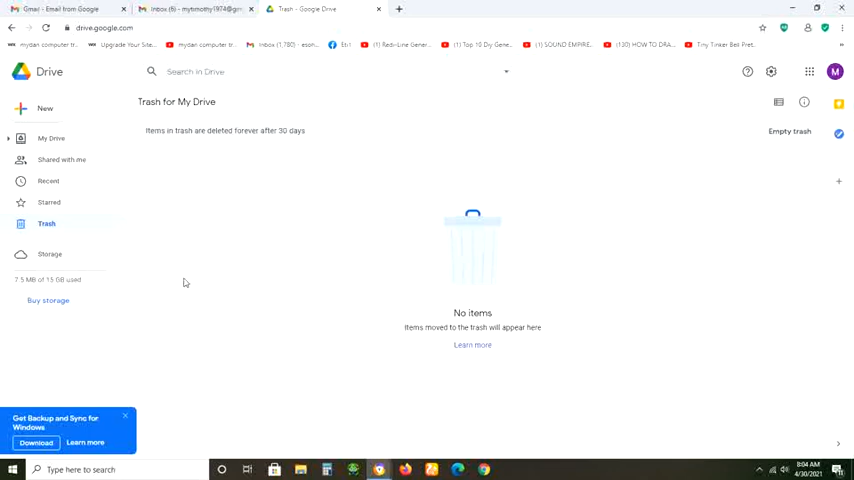 Gmail - Email from Google
Inbox (6) - mytimothy1974@gm
Trash - Google Drive
drive.google.com
mydan computer tr...
Upgrade Your Site...
mydan computer tr...
Inbox (1,780) - esoh...
(1) Redi-Line Gener...
(1) Top 10 Diy Gene...
(1) SOUND EMPIRE...
(130) HOW TO DRA...
Tiny Tinker Bell Pret...
Drive
Search in Drive
M
New
Trash for My Drive
Items in trash are deleted forever after 30 days
Empty trash
My Drive
Shared with me
Recent
Starred
Trash
Storage
7.5 MB of 15 GB used
Buy storage
No items
Items moved to the trash will appear here
Learn more
Get Backup and Sync for
Windows
Download
Learn more
Type here to search
8:04 AM
4/30/2021